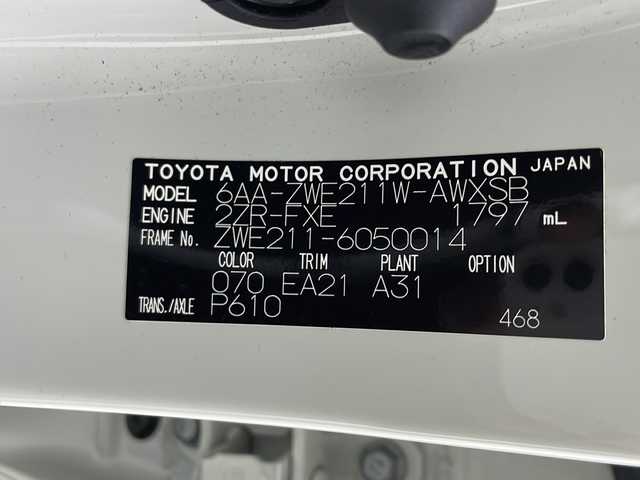 TOYOTA MOTOR CORPORATION JAPAN
MODEL 6AA-ZWE211W-AWXSB
ENGINE 2ZR-FXE 1797 mL
FRAME No. ZWE211-6050014
COLOR TRIM PLANT OPTION
070 EA21 A31
TRANS./AXLE P610
468